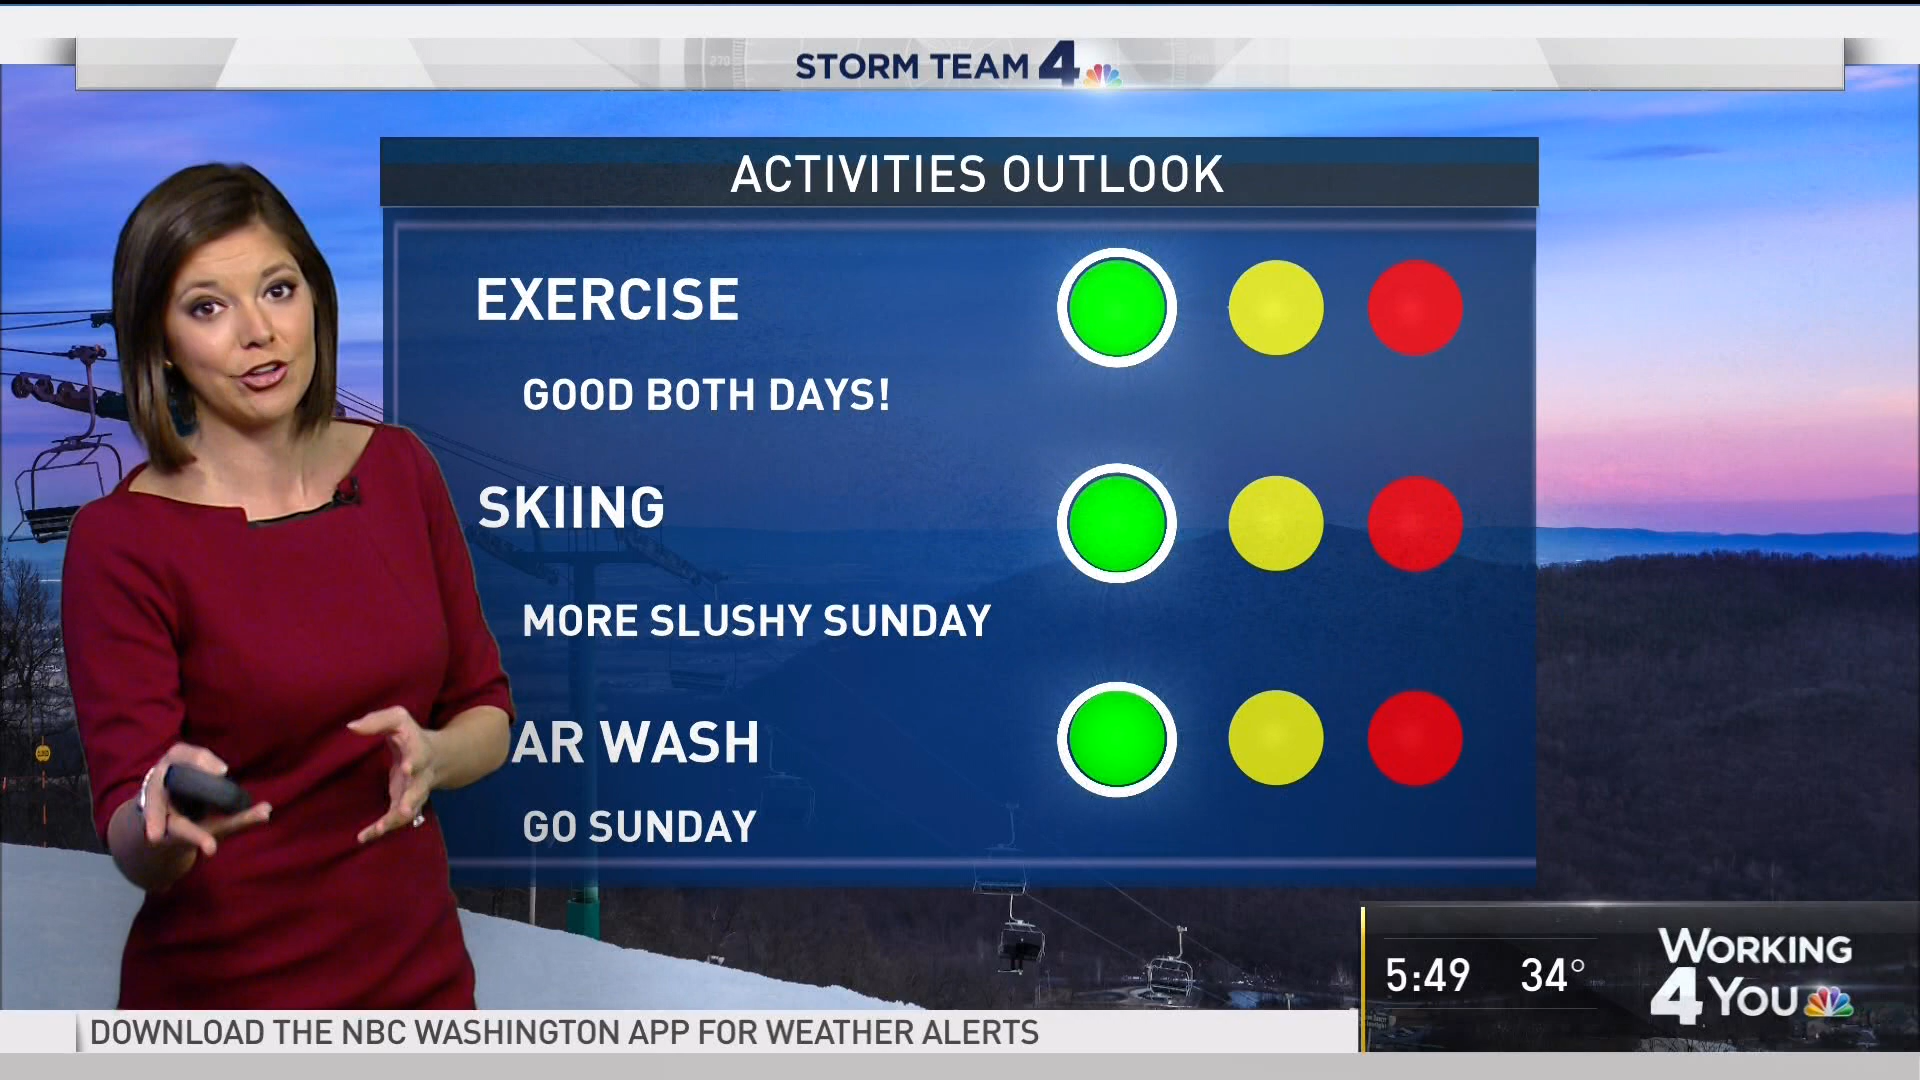 STORM TEAM 4
ACTIVITIES OUTLOOK
EXERCISE
GOOD BOTH DAYS!
SKIING
MORE SLUSHY SUNDAY
AR WASH
GO SUNDAY
5:49 34°
WORKING
4 YOU
DOWNLOAD THE NBC WASHINGTON APP FOR WEATHER ALERTS